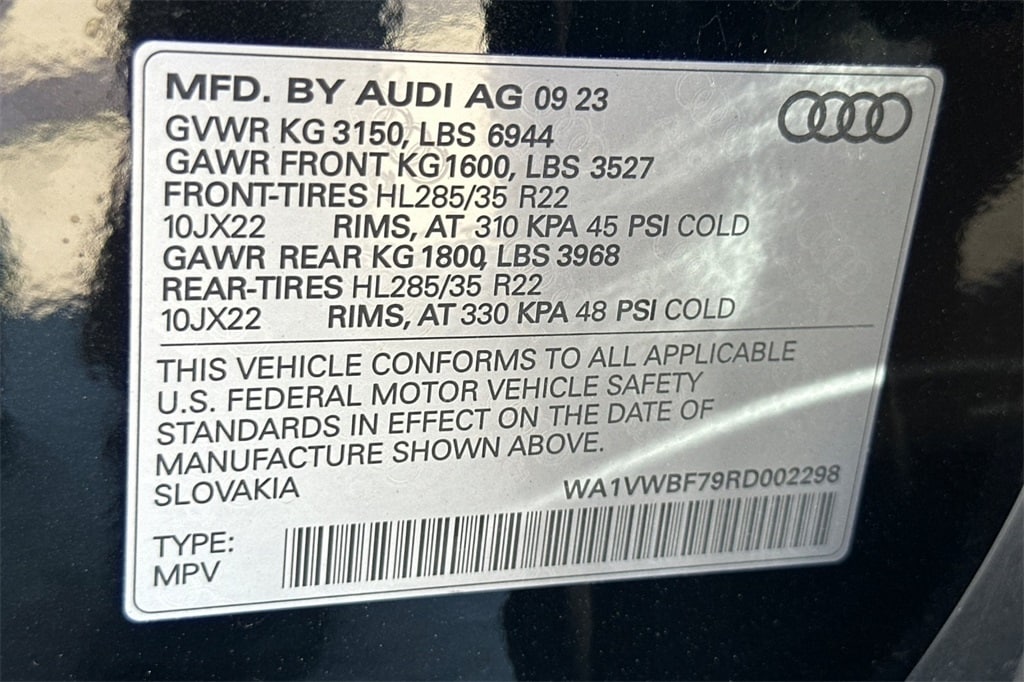 MFD. BY AUDI AG 09 23
GVWR KG 3150, LBS 6944
GAWR FRONT KG 1600, LBS 3527
FRONT-TIRES HL285/35 R22
10JX22 RIMS, AT 310 KPA 45 PSI COLD
GAWR REAR KG 1800, LBS 3968
REAR-TIRES HL285/35 R22
10JX22 RIMS, AT 330 KPA 48 PSI COLD
THIS VEHICLE CONFORMS TO ALL APPLICABLE
U.S. FEDERAL MOTOR VEHICLE SAFETY
STANDARDS IN EFFECT ON THE DATE OF
MANUFACTURE SHOWN ABOVE.
SLOVAKIA WA1VWBF79RD002298
TYPE:
MPV